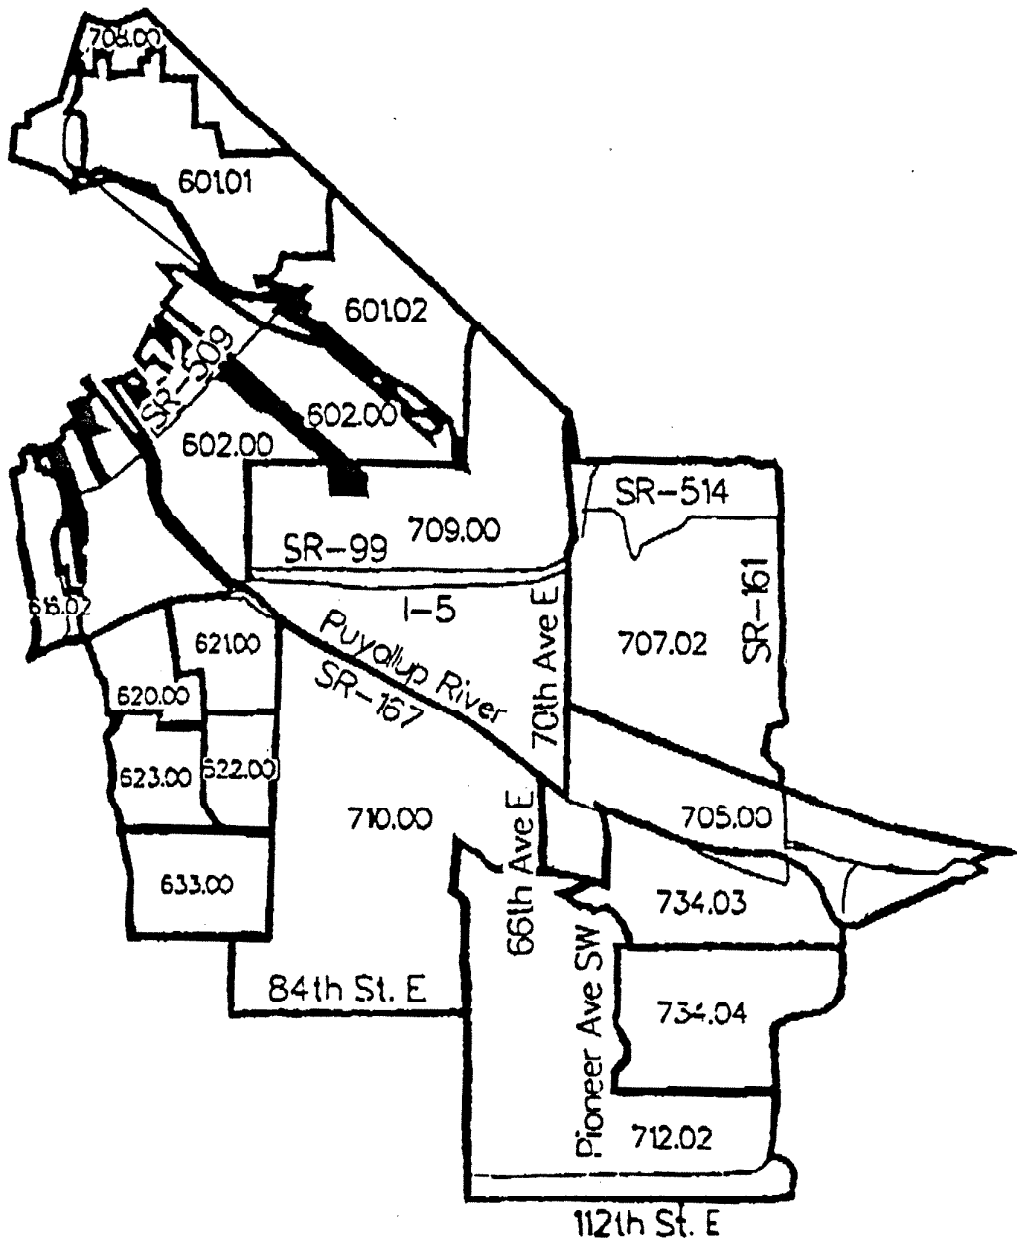 708.00
601.01
601.02
SR-509
602.00
602.00
SR-514
709.00
SR-99
I-5
618.02
621.00
Puyallup River
SR-167
70th Ave E
707.02
SR-161
620.00
623.00
622.00
710.00
66th Ave E
705.00
633.00
734.03
84th St. E
Pioneer Ave SW
734.04
712.02
112th St. E